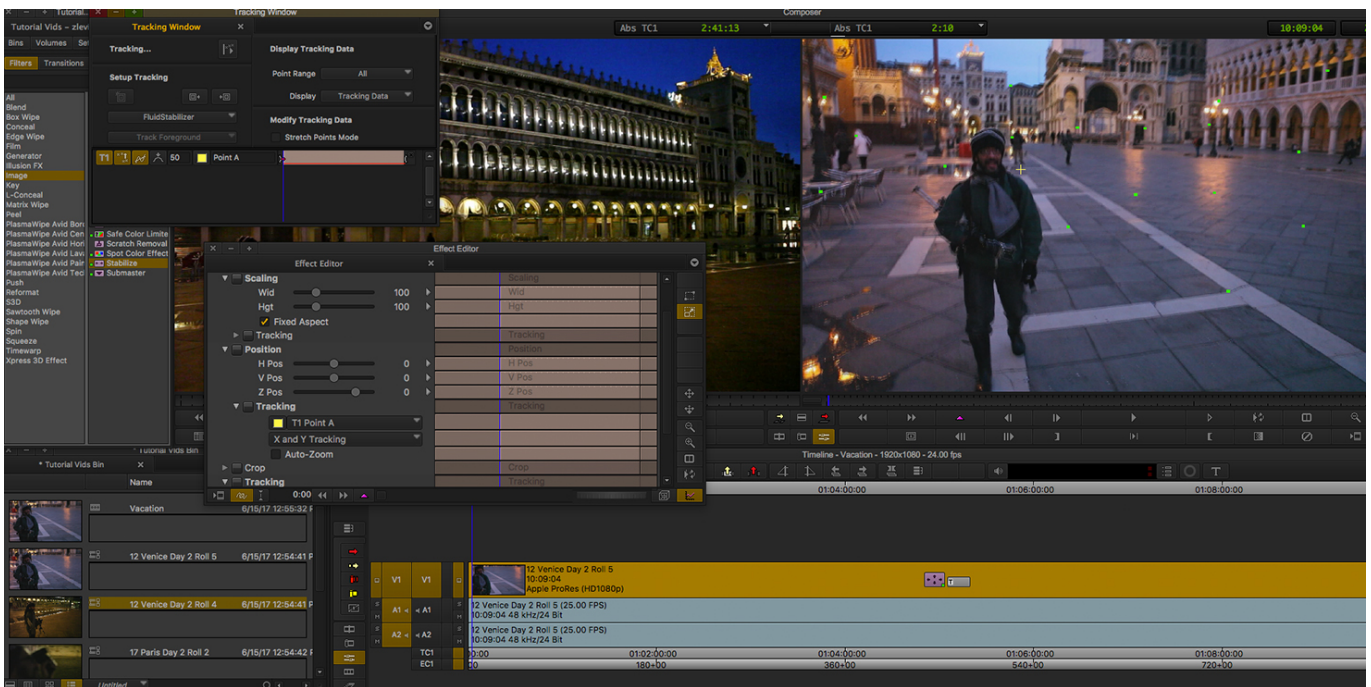 Tutorial..
Tracking Window
Composer
Tutorial Vids – zlev
Tracking Window
Abs TC1
2:41:13
Abs TC1
2:10
10:09:04
Bins Volumes Se
Filters Transitions
Tracking...
Display Tracking Data
Setup Tracking
Point Range All
Display Tracking Data
FluidStabilizer
Modify Tracking Data
Track Foreground
Stretch Points Mode
T1 50 Point A
All
Blend
Box Wipe
Conceal
Edge Wipe
Film
Generator
Illusion FX
Image
Key
L-Conceal
Matrix Wipe
Peel
PlasmaWipe Avid Bor
PlasmaWipe Avid Cen
PlasmaWipe Avid Hori
PlasmaWipe Avid Lava
PlasmaWipe Avid Pain
PlasmaWipe Avid Tec
Push
Reformat
S3D
Sawtooth Wipe
Shape Wipe
Spin
Squeeze
Timewarp
Xpress 3D Effect
Safe Color Limite
Scratch Removal
Spot Color Effect
Stabilize
Submaster
Effect Editor
Effect Editor
Scaling
Scaling
Wid 100
Wid
Hgt 100
Hgt
Fixed Aspect
Tracking
Tracking
Position
Position
H Pos 0
H Pos
V Pos 0
V Pos
Z Pos 0
Z Pos
Tracking
Tracking
T1 Point A
X and Y Tracking
Auto-Zoom
Crop
Crop
Tracking
Tracking
0:00
Tutorial Vids Bin
* Tutorial Vids Bin
Name
Vacation 6/15/17 12:55:32 P
12 Venice Day 2 Roll 5 6/15/17 12:54:41 P
12 Venice Day 2 Roll 4 6/15/17 12:54:41 P
17 Paris Day 2 Roll 2 6/15/17 12:54:42 P
Untitled
Timeline - Vacation - 1920x1080 - 24.00 fps
01:04:00:00
01:06:00:00
01:08:00:00
V1 V1
12 Venice Day 2 Roll 5
10:09:04
Apple ProRes (HD1080p)
A1 A1
12 Venice Day 2 Roll 5 (25.00 FPS)
10:09:04 48 kHz/24 Bit
A2 A2
12 Venice Day 2 Roll 5 (25.00 FPS)
10:09:04 48 kHz/24 Bit
TC1
01:02:00:00
01:04:00:00
01:06:00:00
01:08:00:00
EC1
180+00
360+00
540+00
720+00